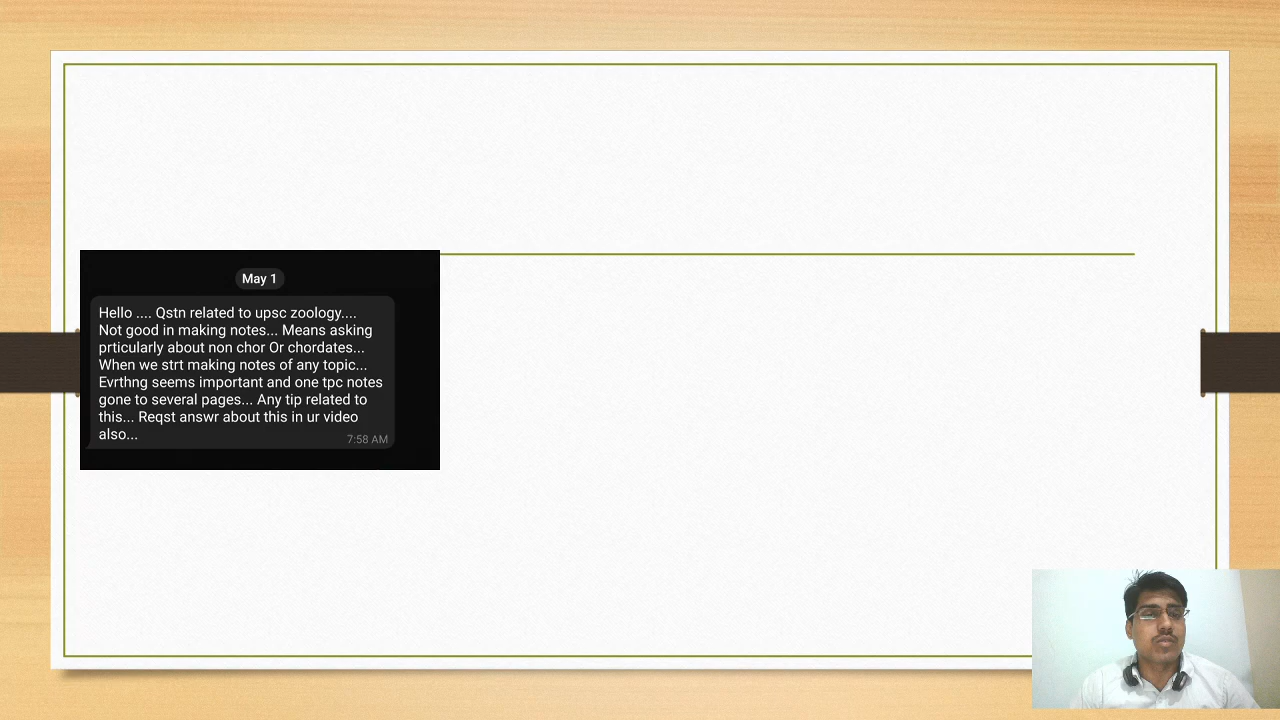 May 1
Hello .... Qstn related to upsc zoology....
Not good in making notes... Means asking
prticularly about non chor Or chordates...
When we strt making notes of any topic...
Evrthng seems important and one tpc notes
gone to several pages... Any tip related to
this... Reqst answr about this in ur video
also...
7:58 AM